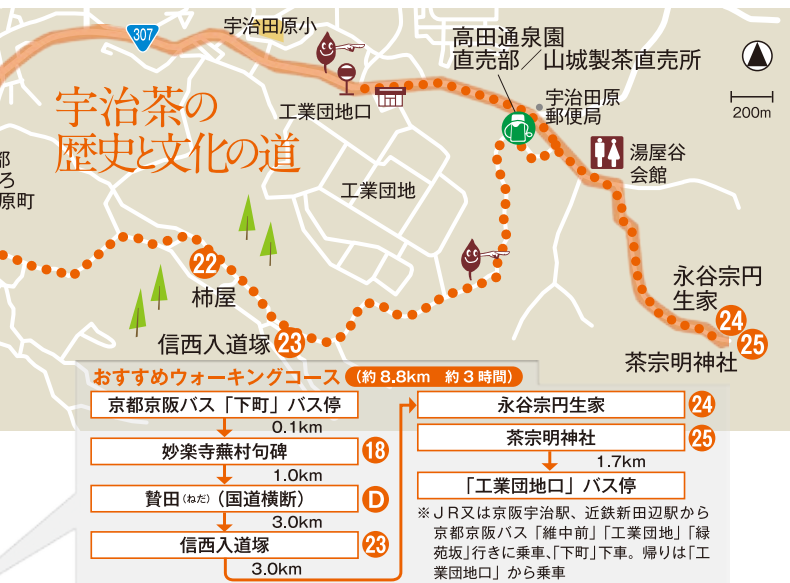 307
宇治田原小
高田通泉園
直売部／山城製茶直売所
宇治茶の
歴史と文化の道
工業団地口
宇治田原
郵便局
200m
湯屋谷
会館
都
ろ
原町
工業団地
22
柿屋
永谷宗円
生家
24
25
信西入道塚
23
茶宗明神社
おすすめウォーキングコース（約8.8km 約3時間）
京都京阪バス「下町」バス停
0.1km
妙楽寺蕪村句碑
18
1.0km
贄田（ねだ）（国道横断）
D
3.0km
信西入道塚
23
3.0km
永谷宗円生家
24
茶宗明神社
25
1.7km
「工業団地口」バス停
※JR又は京阪宇治駅、近鉄新田辺駅から
京都京阪バス「維中前」「工業団地」「緑
苑坂」行きに乗車、「下町」下車。帰りは「工
業団地口」から乗車